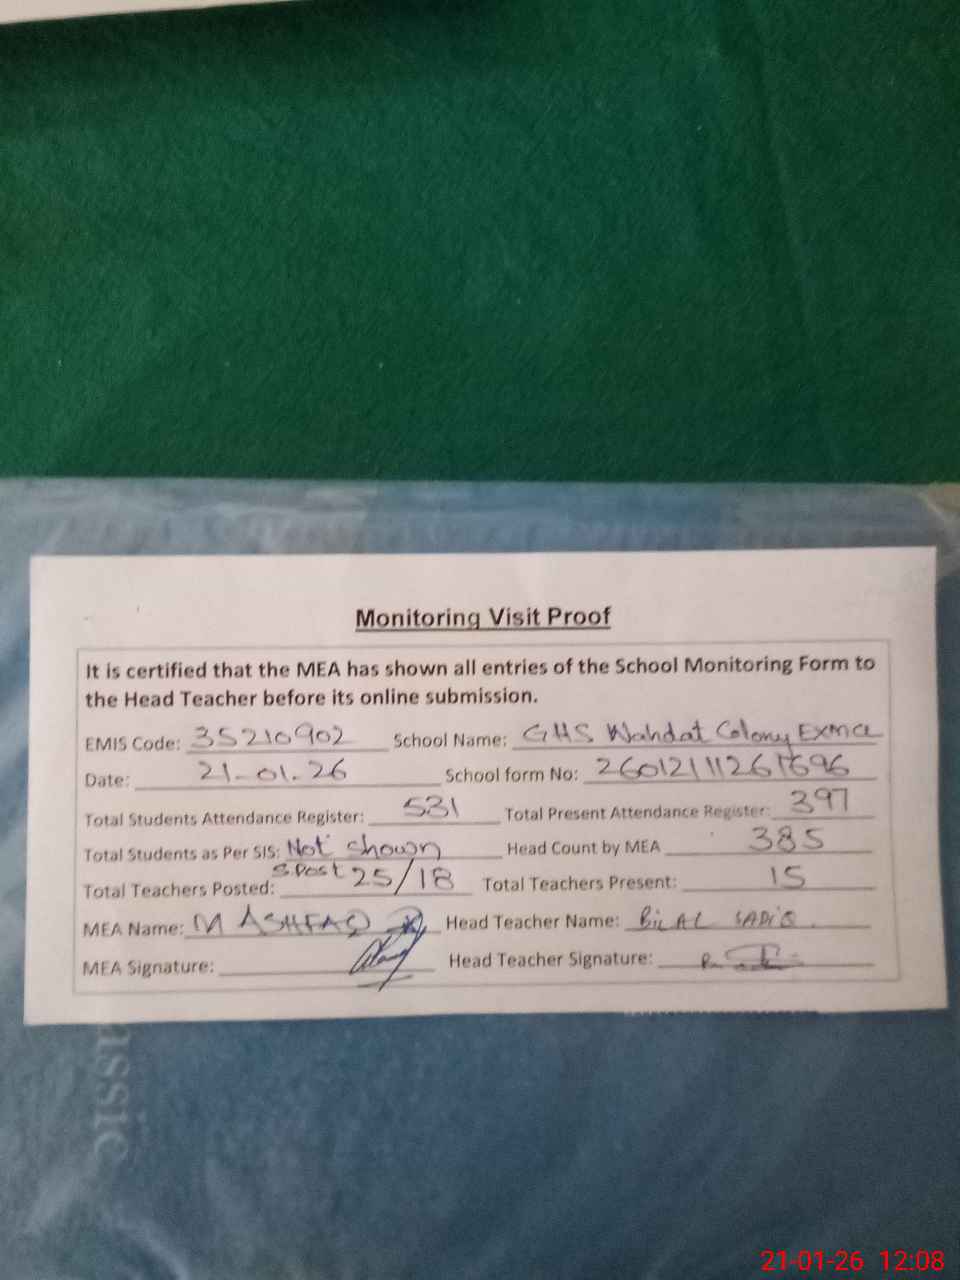 Monitoring Visit Proof
It is certified that the MEA has shown all entries of the School Monitoring Form to
the Head Teacher before its online submission.
EMIS Code: 35210902 School Name: GHS Wahdat Colony
Date: 21-01-26 School form No:
Total Students Attendance Register: 531 Total Present Attendance Register: 397
Total Students as Per SIS: Not shown Head Count by MEA 385
Total Teachers Posted: S.Post 25/18 Total Teachers Present: 15
MEA Name: M ASHFAQ Head Teacher Name: BiLAL SADiQ
MEA Signature: Head Teacher Signature:
ussic
21-01-26 12:08